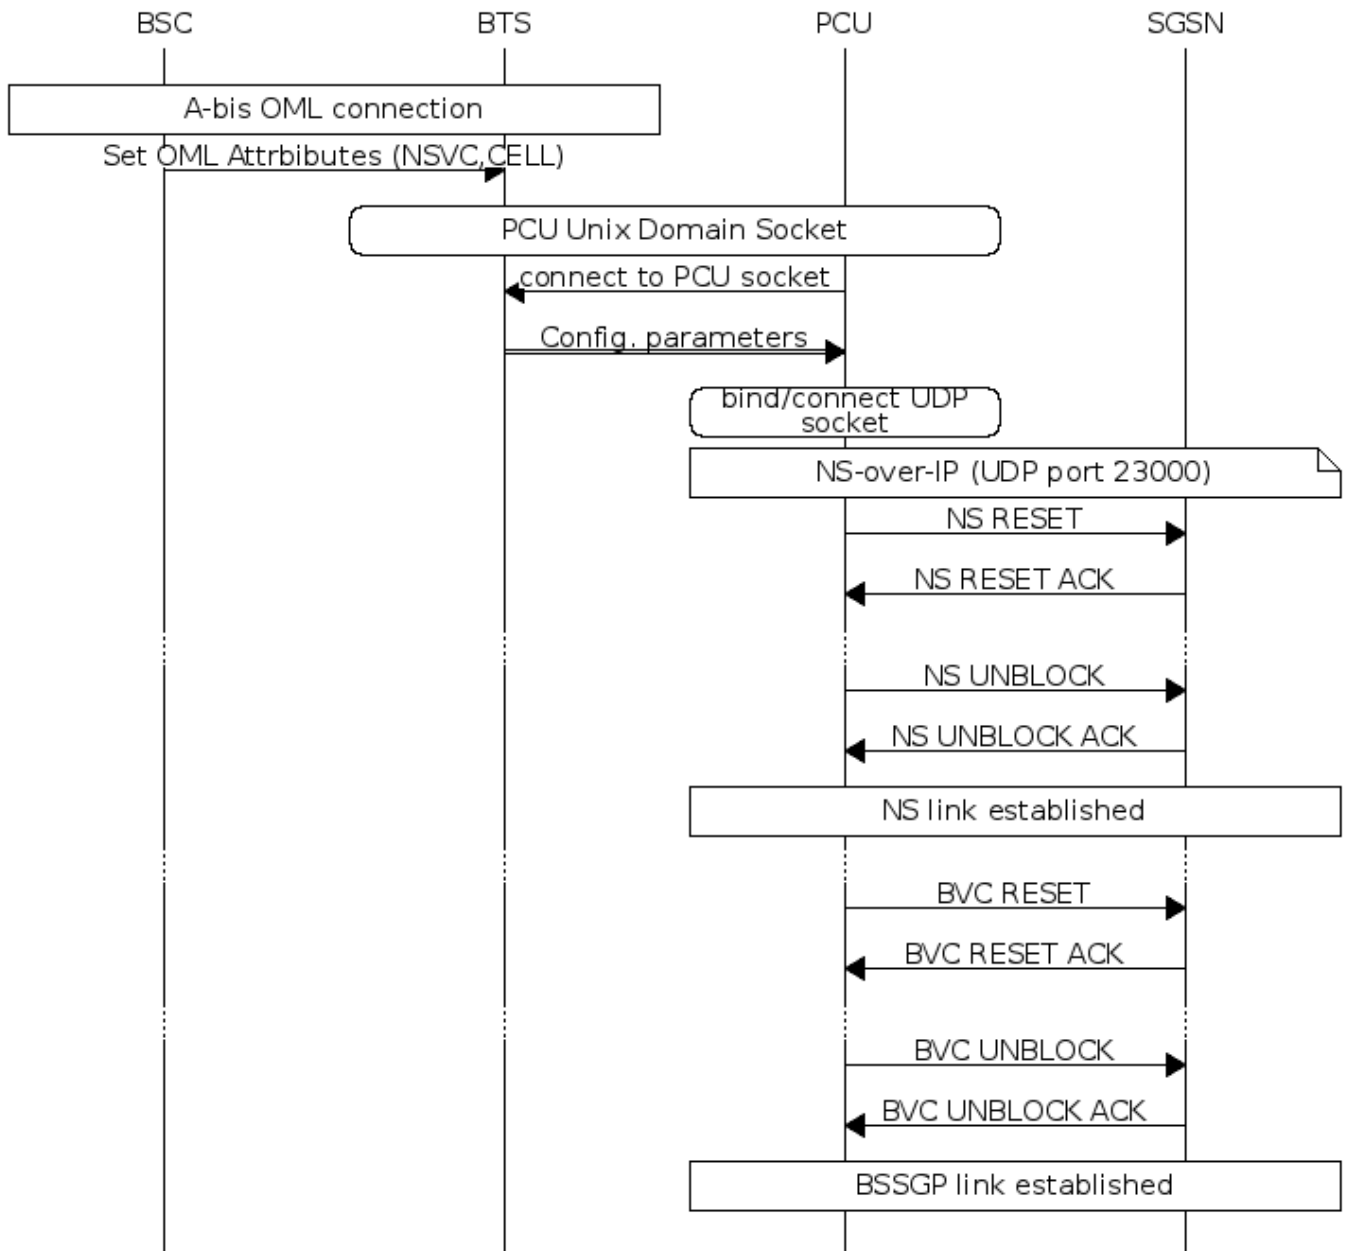 BSC BTS PCU SGSN
A-bis OML connection
Set OML Attrbibutes (NSVC,CELL)
PCU Unix Domain Socket
connect to PCU socket
Config. parameters
bind/connect UDP
socket
NS-over-IP (UDP port 23000)
NS RESET
NS RESET ACK
NS UNBLOCK
NS UNBLOCK ACK
NS link established
BVC RESET
BVC RESET ACK
BVC UNBLOCK
BVC UNBLOCK ACK
BSSGP link established